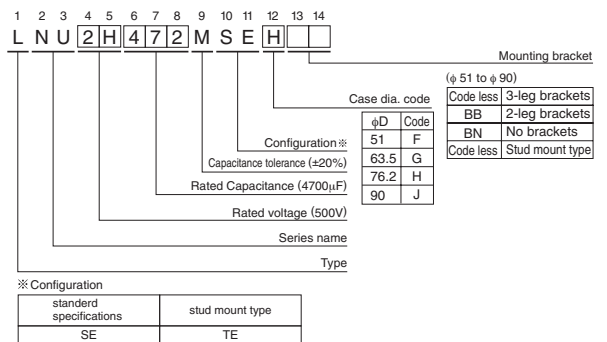 1 2 3 4 5 6 7 8 9 10 11 12 13 14
L N U 2 H 4 7 2 M S E H
Mounting bracket
(φ 51 to φ 90)
Code less 3-leg brackets
BB 2-leg brackets
BN No brackets
Code less Stud mount type
Case dia. code
φD Code
51 F
63.5 G
76.2 H
90 J
Configuration※
Capacitance tolerance (±20%)
Rated Capacitance (4700μF)
Rated voltage (500V)
Series name
Type
※Configuration
standerd specifications stud mount type
SE TE